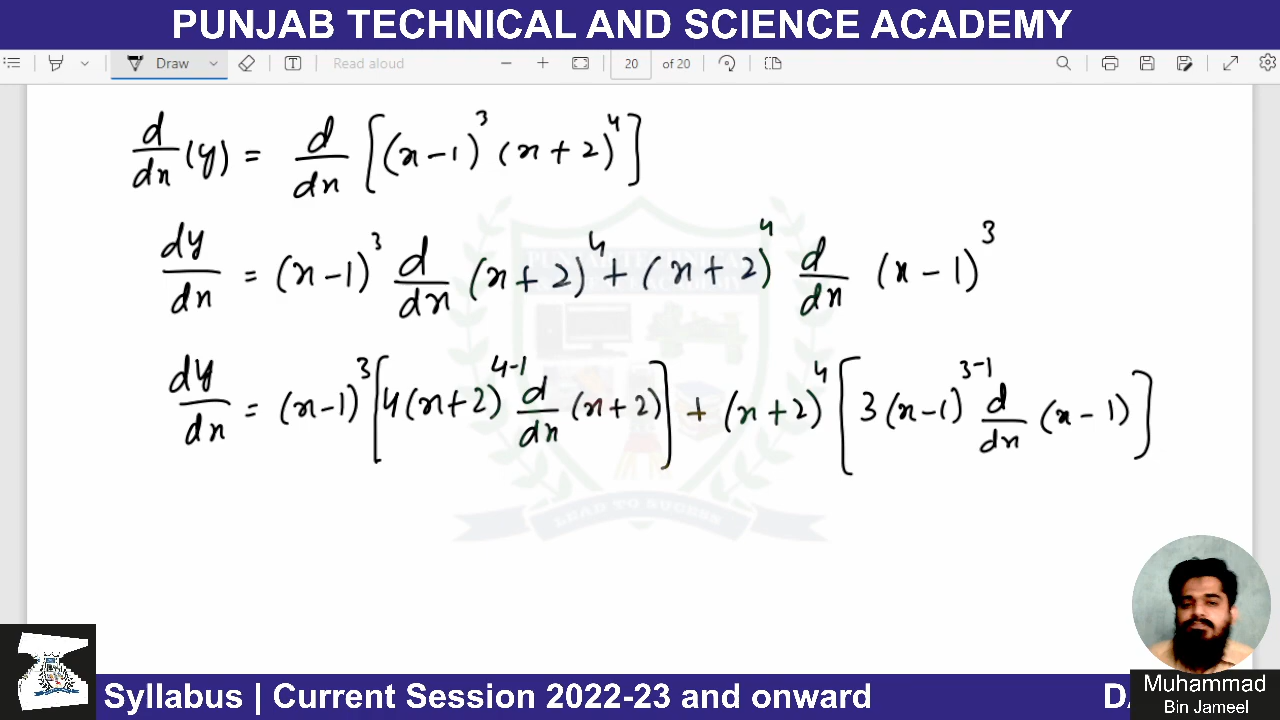 PUNJAB TECHNICAL AND SCIENCE ACADEMY
Draw Read aloud 20 of 20
d/dx (y) = d/dx [(x-1)³ (x+2)⁴]
dy/dx = (x-1)³ d/dx (x+2)⁴ + (x+2)⁴ d/dx (x-1)³
dy/dx = (x-1)³ [4(x+2)⁴⁻¹ d/dx (x+2)] + (x+2)⁴ [3(x-1)³⁻¹ d/dx (x-1)]
LEAD TO SUCCESS
Syllabus | Current Session 2022-23 and onward
Muhammad
Bin Jameel